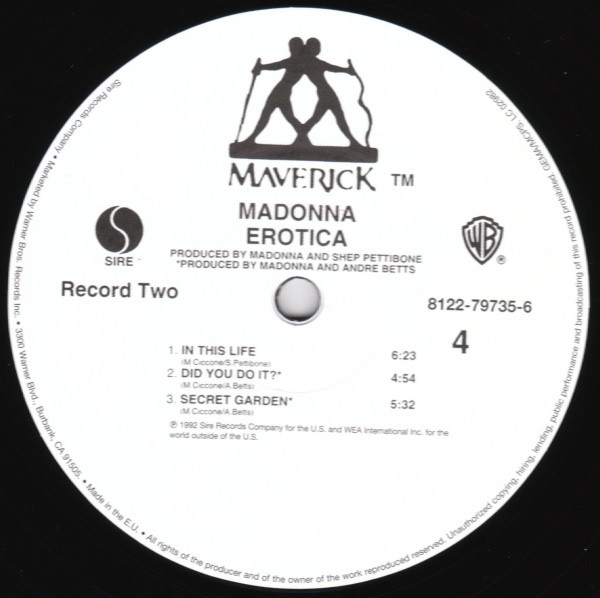 MAVERICK TM
MADONNA
EROTICA
PRODUCED BY MADONNA AND SHEP PETTIBONE
*PRODUCED BY MADONNA AND ANDRE BETTS
SIRE
WB ®
Record Two
8122-79735-6
4
1. IN THIS LIFE 6:23
(M.Ciccone/S.Pettibone)
2. DID YOU DO IT?* 4:54
(M.Ciccone/A.Betts)
3. SECRET GARDEN* 5:32
(M.Ciccone/A.Betts)
℗ 1992 Sire Records Company for the U.S. and WEA International Inc. for the
world outside of the U.S.
Sire Records Company • Marketed by Warner Bros. Records Inc. • 3300 Warner Blvd., Burbank, CA 91505. • Made in the E.U. • All rights of the producer and of the owner of the work reproduced reserved. Unauthorized copying, hiring, lending, public performance and broadcasting of this record prohibited. GEMA/MCPS, LC 02982